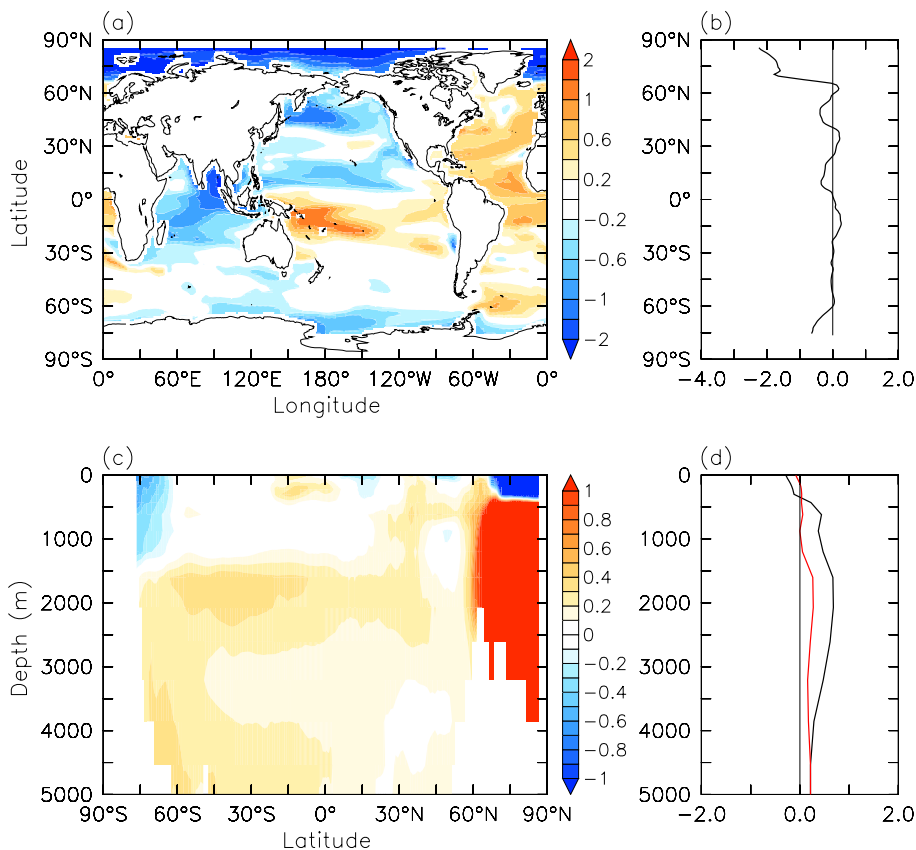 (a)
90°N
60°N
30°N
0°
30°S
60°S
90°S
Latitude
0°
60°E
120°E
180°
120°W
60°W
0°
Longitude
2
1
0.6
0.2
−0.2
−0.6
−1
−2
(b)
90°N
60°N
30°N
0°
30°S
60°S
90°S
−4.0
−2.0
0.0
2.0
(c)
0
1000
2000
3000
4000
5000
Depth (m)
90°S
60°S
30°S
0°
30°N
60°N
90°N
Latitude
1
0.8
0.6
0.4
0.2
0
−0.2
−0.4
−0.6
−0.8
−1
(d)
0
1000
2000
3000
4000
5000
−2.0
0.0
2.0